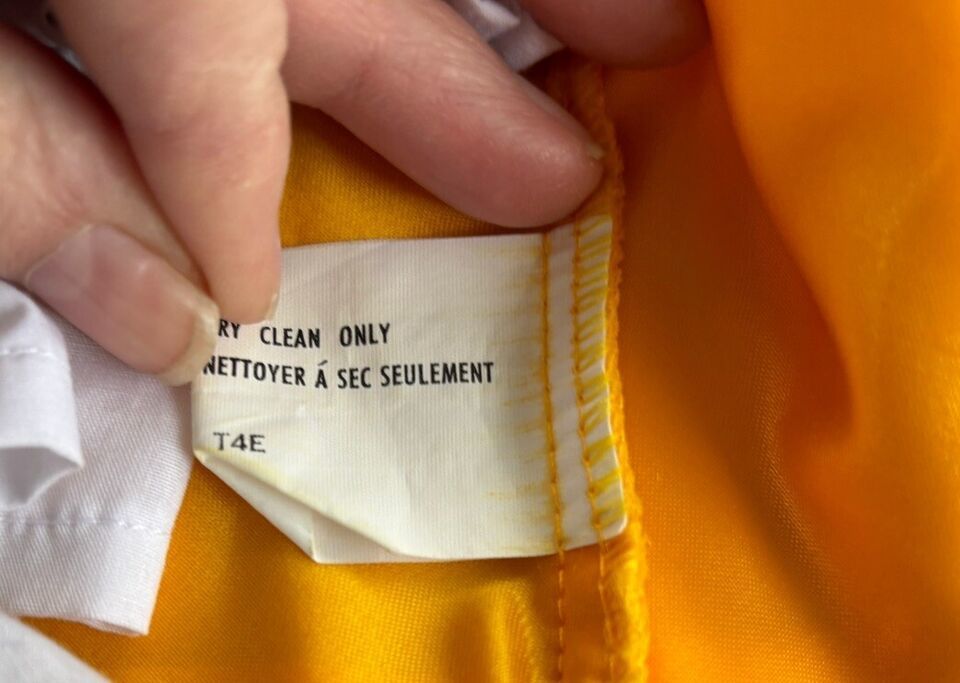 RY CLEAN ONLY
NETTOYER Á SEC SEULEMENT
T4E